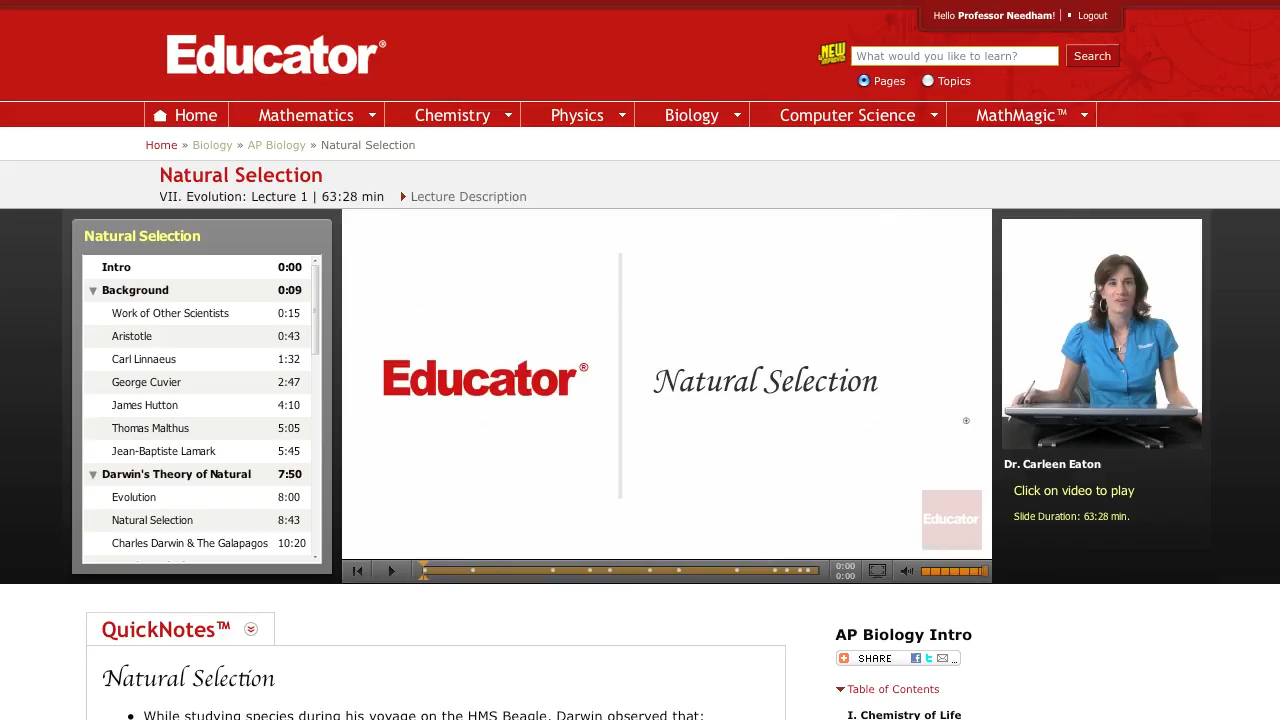 Hello Professor Needham! Logout
Educator®
NEW
What would you like to learn? Search
Pages Topics
Home Mathematics Chemistry Physics Biology Computer Science MathMagic™
Home » Biology » AP Biology » Natural Selection
Natural Selection
VII. Evolution: Lecture 1 | 63:28 min Lecture Description
Natural Selection
Intro 0:00
Background 0:09
Work of Other Scientists 0:15
Aristotle 0:43
Carl Linnaeus 1:32
George Cuvier 2:47
James Hutton 4:10
Thomas Malthus 5:05
Jean-Baptiste Lamark 5:45
Darwin's Theory of Natural 7:50
Evolution 8:00
Natural Selection 8:43
Charles Darwin & The Galapagos 10:20
Educator®
Natural Selection
Educator
0:00
0:00
Dr. Carleen Eaton
Click on video to play
Slide Duration: 63:28 min.
QuickNotes™
Natural Selection
• While studying species during his voyage on the HMS Beagle, Darwin observed that:
AP Biology Intro
SHARE ...
Table of Contents
I. Chemistry of Life